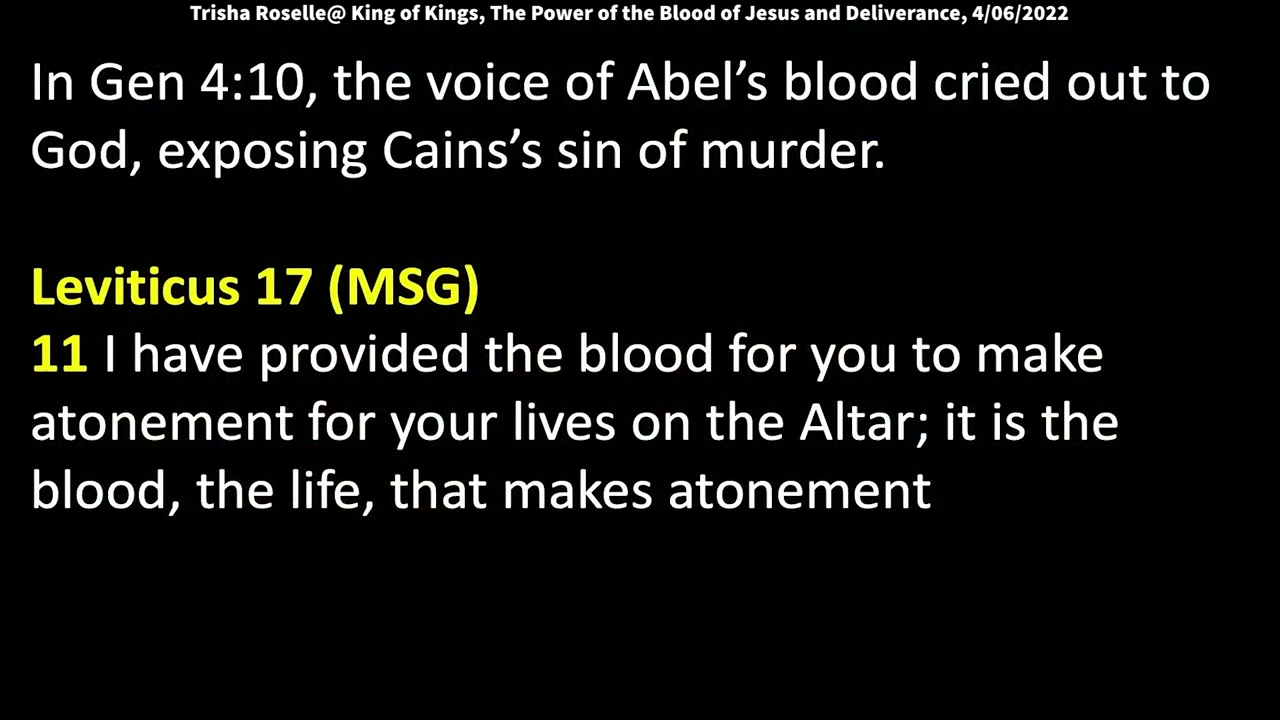 Trisha Roselle@ King of Kings, The Power of the Blood of Jesus and Deliverance, 4/06/2022
In Gen 4:10, the voice of Abel’s blood cried out to
God, exposing Cains’s sin of murder.
Leviticus 17 (MSG)
11 I have provided the blood for you to make
atonement for your lives on the Altar; it is the
blood, the life, that makes atonement